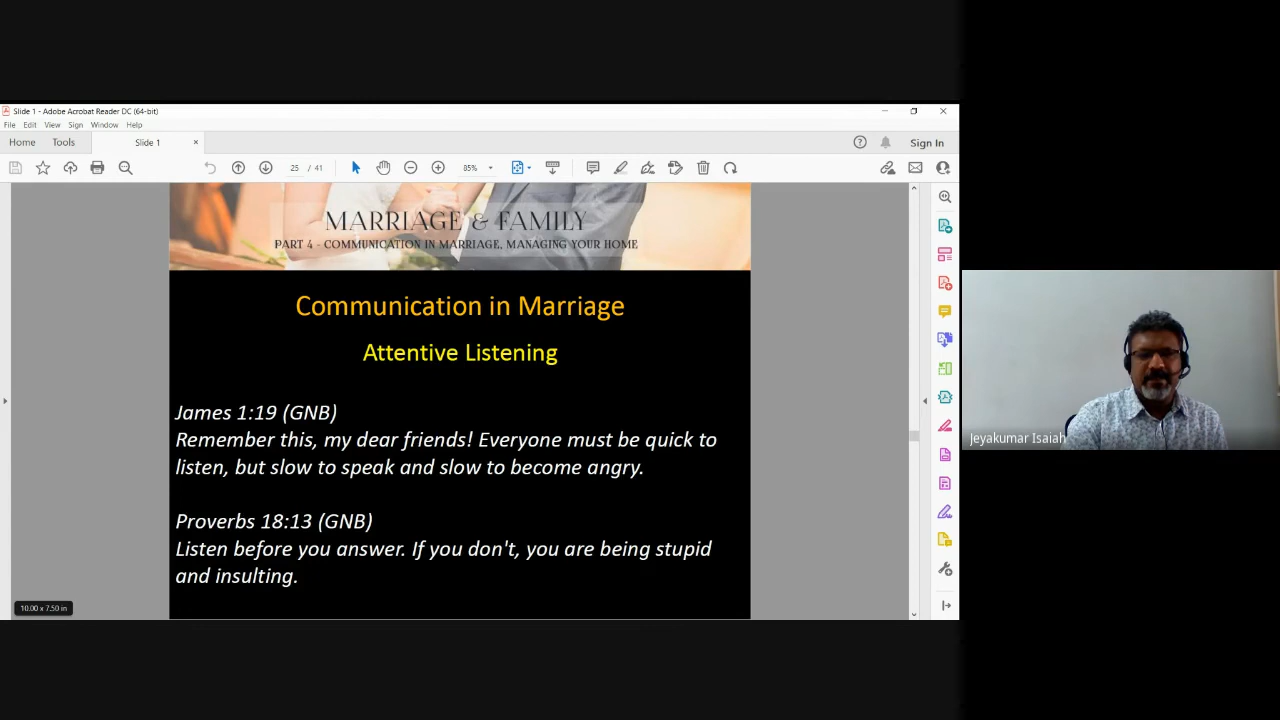 Slide 1 - Adobe Acrobat Reader DC (64-bit)
File Edit View Sign Window Help
Home Tools Slide 1 × Sign In
25 / 41 85%
MARRIAGE & FAMILY
PART 4 - COMMUNICATION IN MARRIAGE, MANAGING YOUR HOME
Communication in Marriage
Attentive Listening
James 1:19 (GNB)
Remember this, my dear friends! Everyone must be quick to
listen, but slow to speak and slow to become angry.
Proverbs 18:13 (GNB)
Listen before you answer. If you don't, you are being stupid
and insulting.
10.00 x 7.50 in
Jeyakumar Isaiah